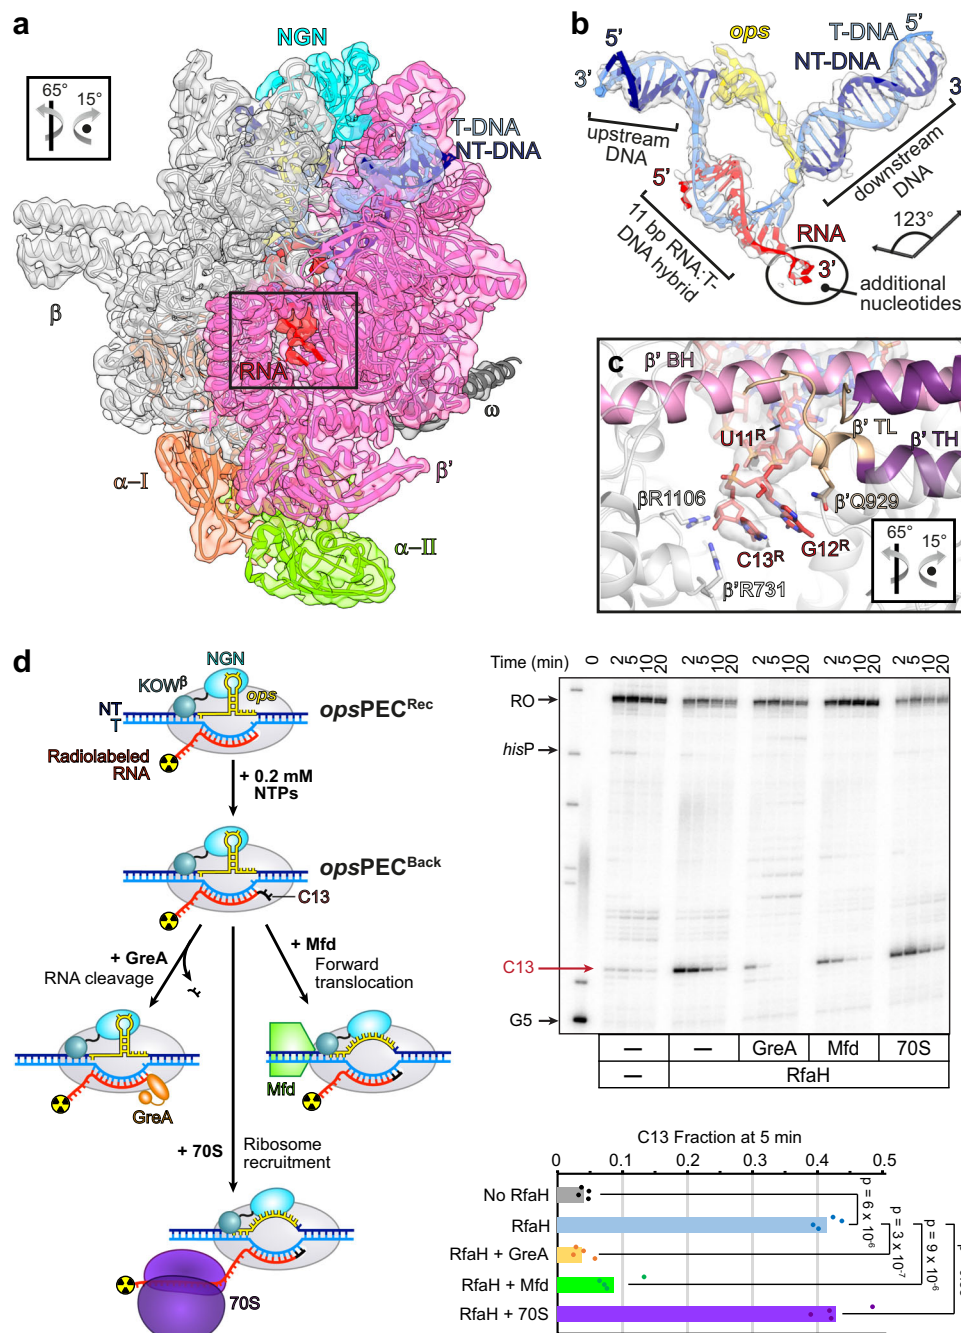 a
NGN
65°
15°
T-DNA
NT-DNA
β
RNA
ω
α–I
β'
α–II
b
5'
3'
ops
T-DNA
5'
NT-DNA
upstream
DNA
5'
downstream
DNA
11 bp RNA:T-
DNA hybrid
RNA
3'
123°
additional
nucleotides
c
β' BH
β' TL
U11R
β' TH
βR1106
β'Q929
C13R
G12R
β'R731
65°
15°
d
NGN
KOWβ
ops
opsPECRec
NT
T
Radiolabeled
RNA
+ 0.2 mM
NTPs
opsPECBack
C13
+ GreA
RNA cleavage
+ Mfd
Forward
translocation
GreA
Mfd
+ 70S
Ribosome
recruitment
70S
Time (min) 0 2 5 10 20 2 5 10 20 2 5 10 20 2 5 10 20 2 5 10 20
RO
hisP
C13
G5
— — GreA Mfd 70S
— RfaH
C13 Fraction at 5 min
0 0.1 0.2 0.3 0.4 0.5
No RfaH
RfaH
RfaH + GreA
RfaH + Mfd
RfaH + 70S
p = 6 x 10-6
p = 3 x 10-7
p = 9 x 10-6